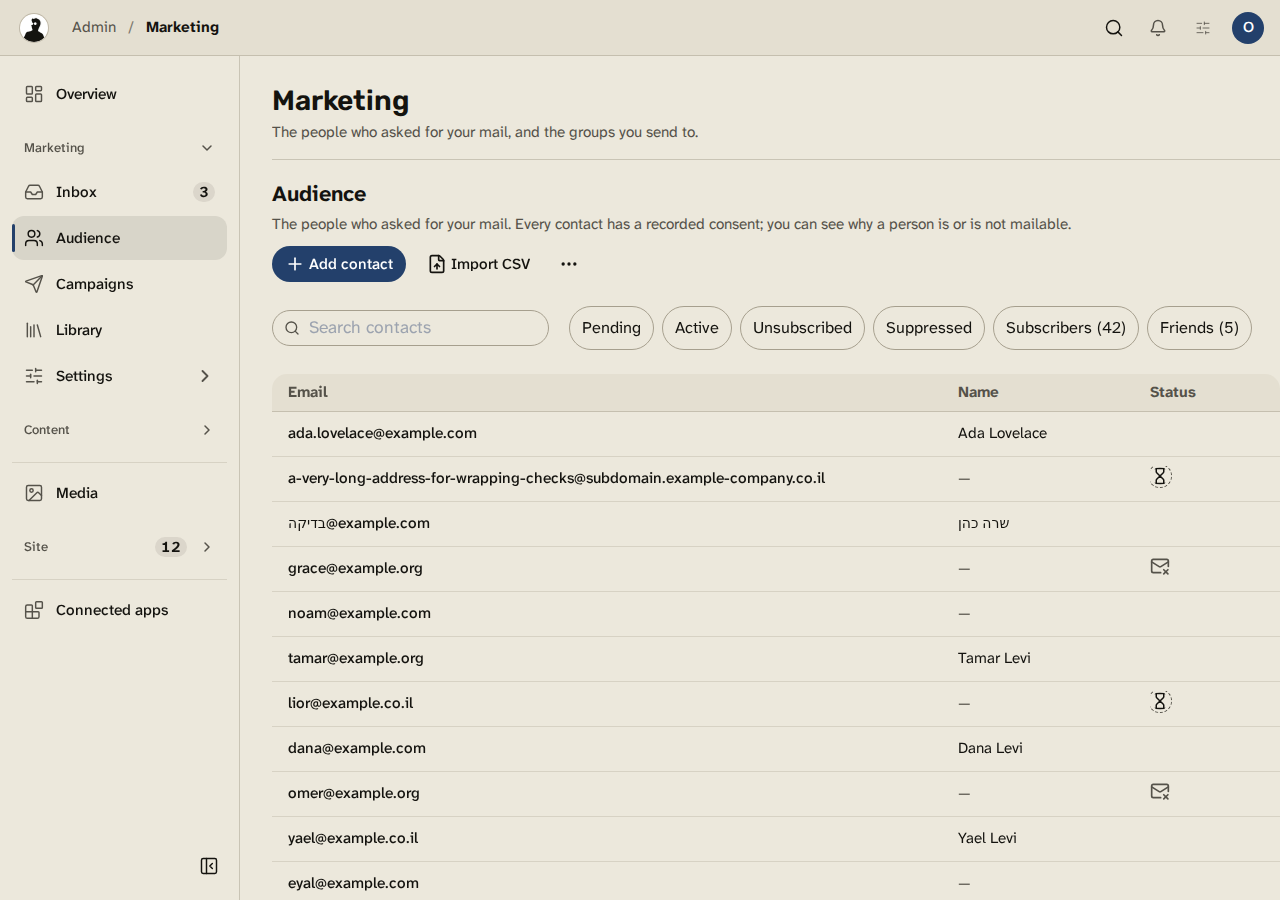 Admin / Marketing
O
Overview
Marketing
Inbox 3
Audience
Campaigns
Library
Settings
Content
Media
Site 12
Connected apps
Marketing
The people who asked for your mail, and the groups you send to.
Audience
The people who asked for your mail. Every contact has a recorded consent; you can see why a person is or is not mailable.
Add contact Import CSV
Search contacts Pending Active Unsubscribed Suppressed Subscribers (42) Friends (5)
Email Name Status
ada.lovelace@example.com Ada Lovelace
a-very-long-address-for-wrapping-checks@subdomain.example-company.co.il —
בדיקה@example.com שרה כהן
grace@example.org —
noam@example.com —
tamar@example.org Tamar Levi
lior@example.co.il —
dana@example.com Dana Levi
omer@example.org —
yael@example.co.il Yael Levi
eyal@example.com —